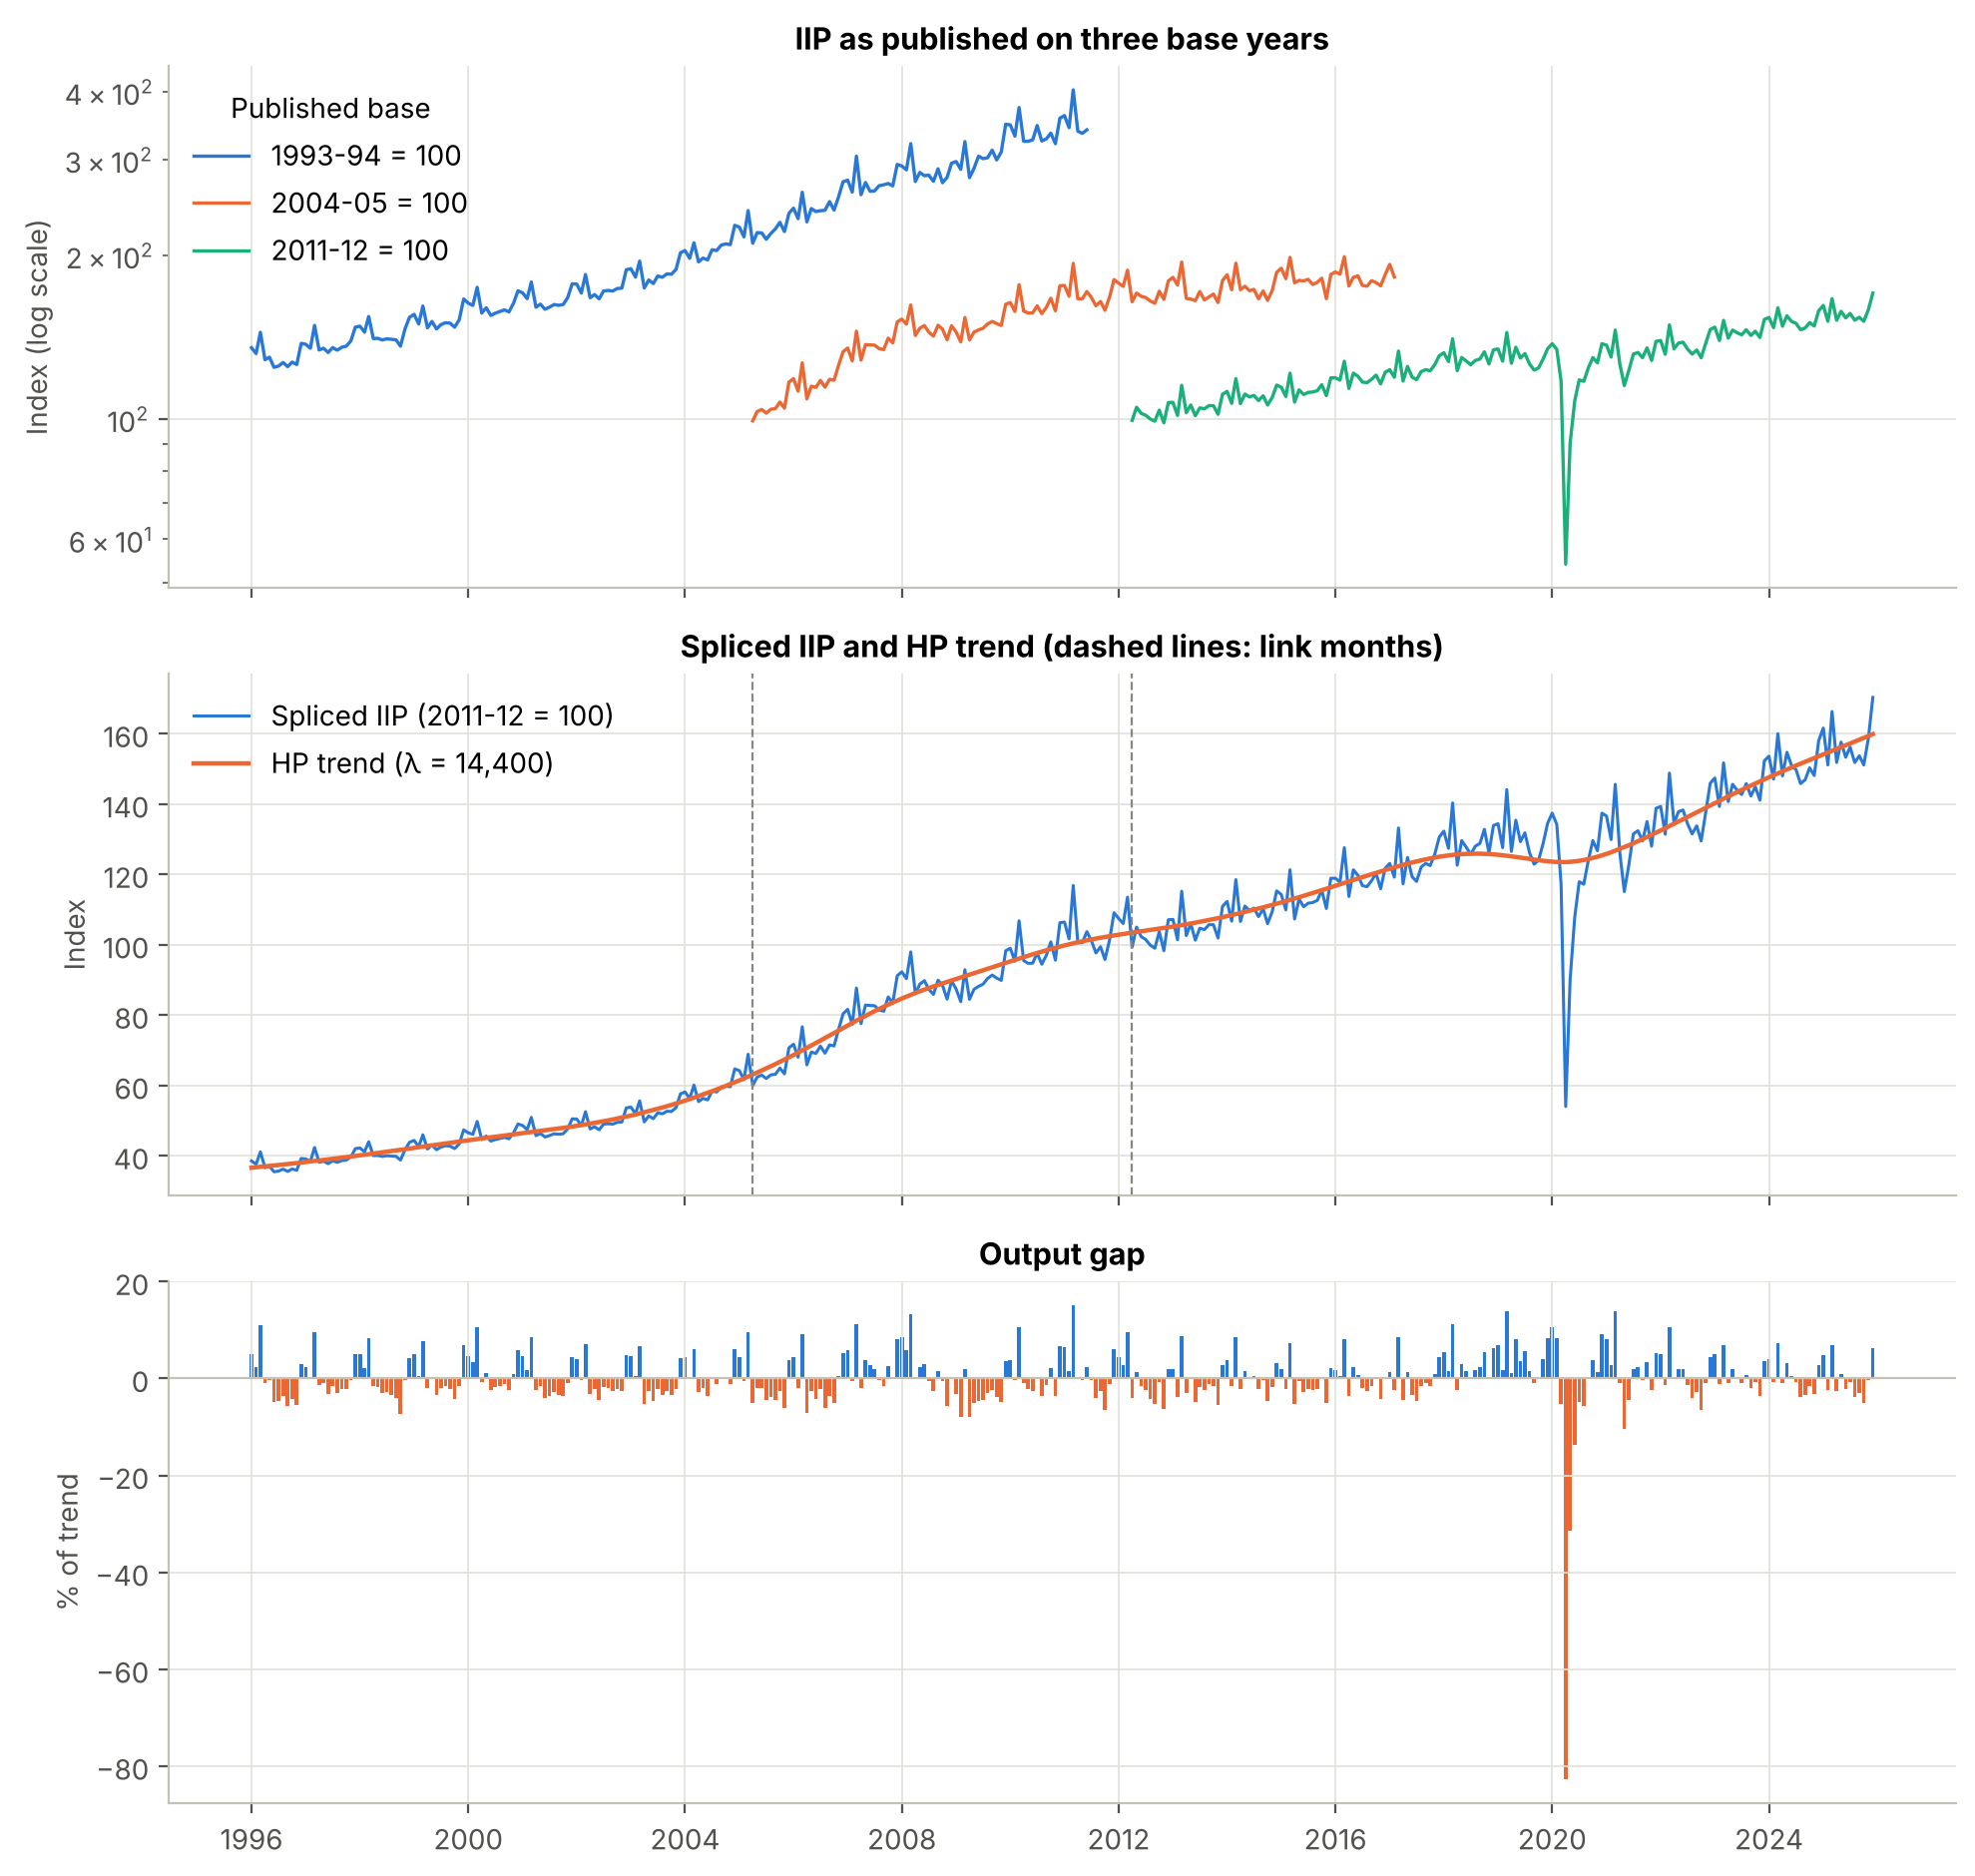 IIP as published on three base years
Index (log scale)
4 × 10²
3 × 10²
2 × 10²
10²
6 × 10¹
Published base
1993-94 = 100
2004-05 = 100
2011-12 = 100
Spliced IIP and HP trend (dashed lines: link months)
Index
160
140
120
100
80
60
40
Spliced IIP (2011-12 = 100)
HP trend (λ = 14,400)
Output gap
% of trend
20
0
−20
−40
−60
−80
1996 2000 2004 2008 2012 2016 2020 2024